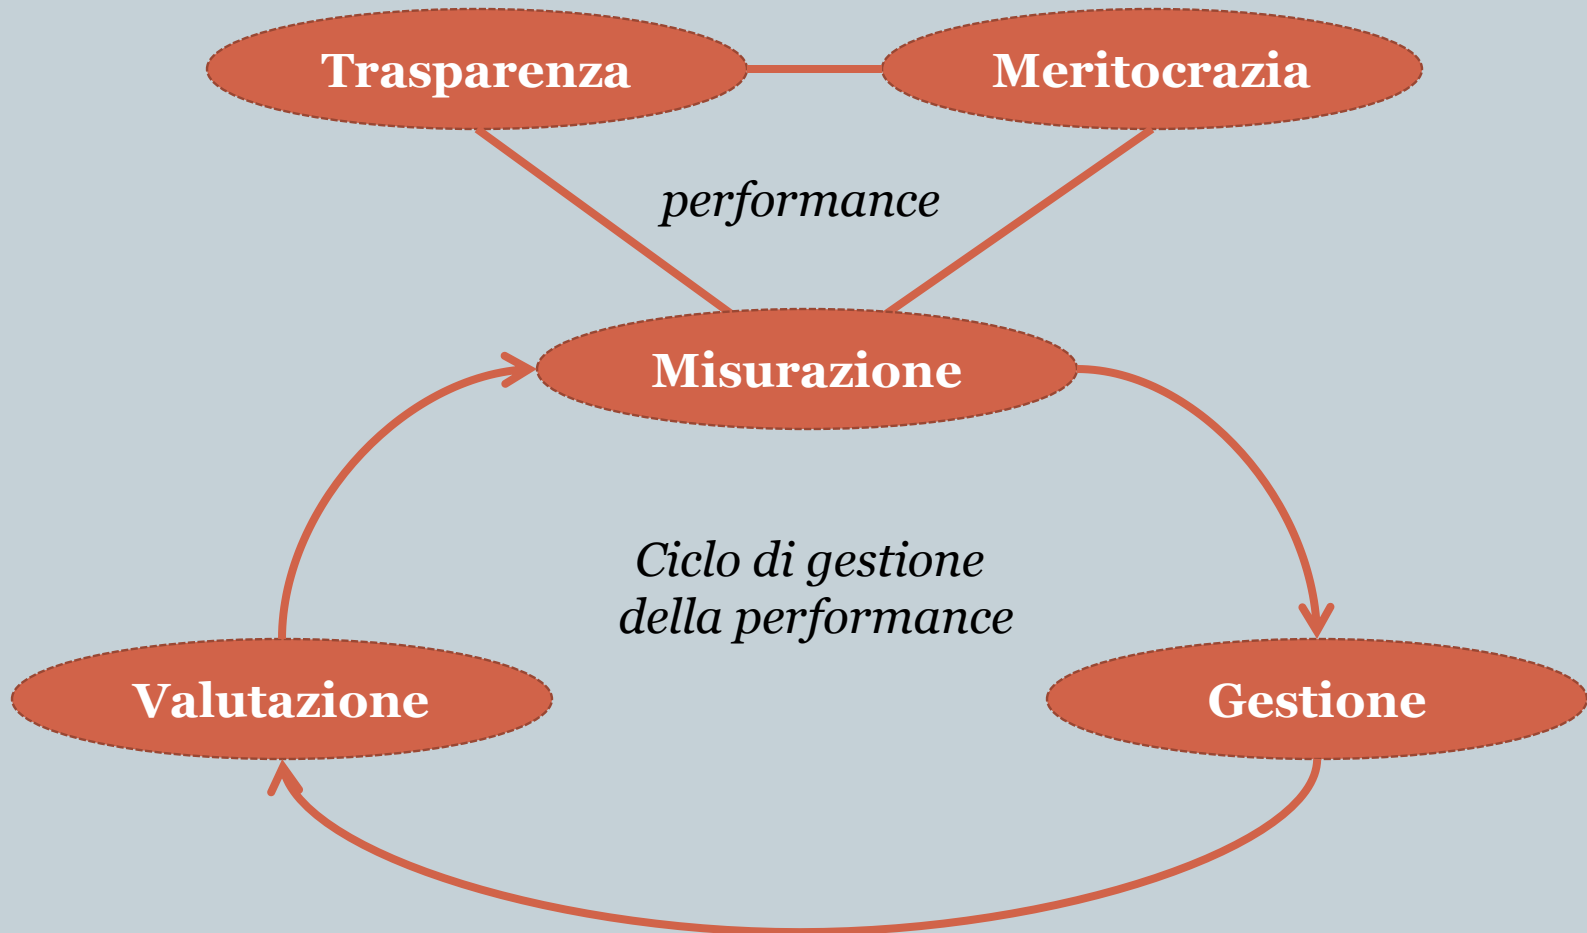 Trasparenza
Meritocrazia
performance
Misurazione
Ciclo di gestione
della performance
Valutazione
Gestione